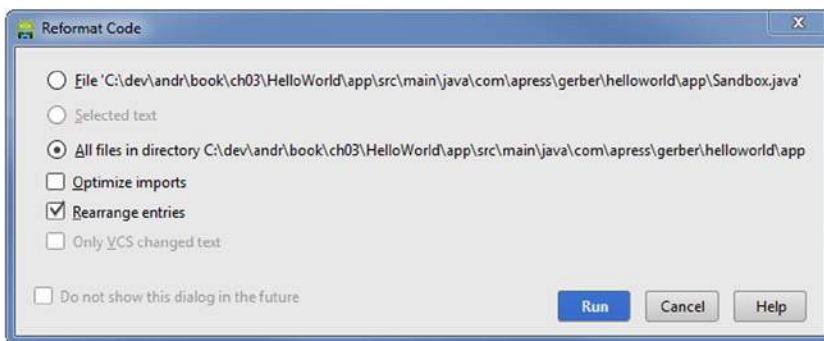 Reformat Code
File 'C:\dev\andr\book\ch03\HelloWorld\app\src\main\java\com\apress\gerber\helloworld\app\Sandbox.java'
Selected text
All files in directory C:\dev\andr\book\ch03\HelloWorld\app\src\main\java\com\apress\gerber\helloworld\app
Optimize imports
Rearrange entries
Only VCS changed text
Do not show this dialog in the future
Run Cancel Help